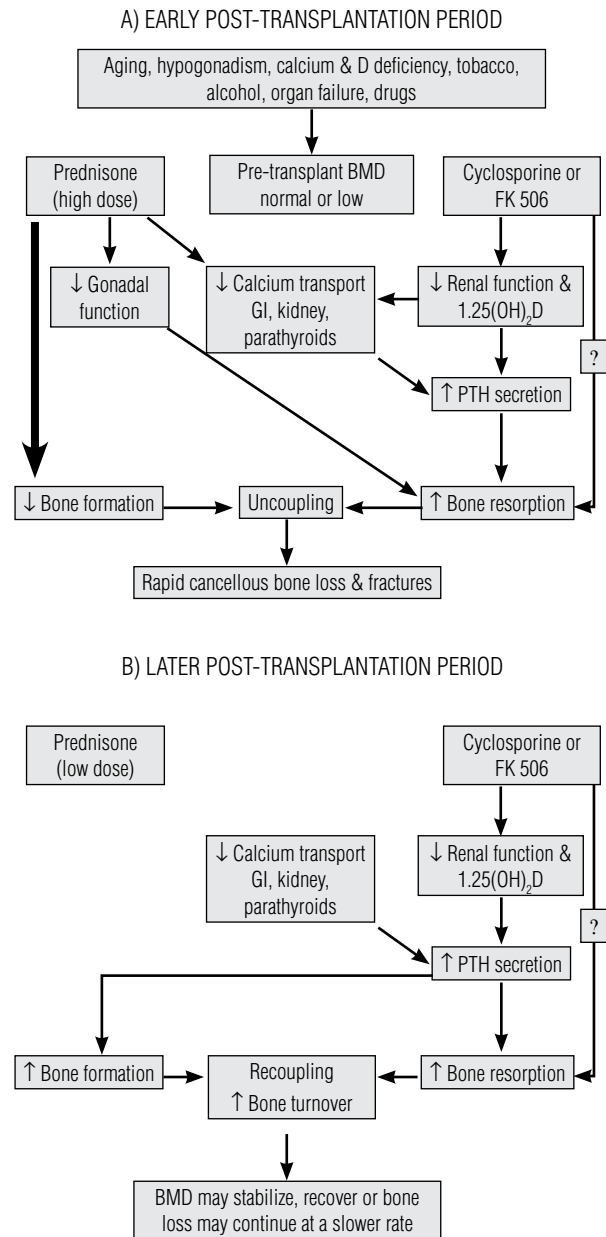 A) EARLY POST-TRANSPLANTATION PERIOD
Aging, hypogonadism, calcium & D deficiency, tobacco,
alcohol, organ failure, drugs
Prednisone
(high dose)
Pre-transplant BMD
normal or low
Cyclosporine or
FK 506
↓ Gonadal
function
↓ Calcium transport
GI, kidney,
parathyroids
↓ Renal function &
1.25(OH)₂D
?
↑ PTH secretion
↓ Bone formation
Uncoupling
↑ Bone resorption
Rapid cancellous bone loss & fractures
B) LATER POST-TRANSPLANTATION PERIOD
Prednisone
(low dose)
Cyclosporine or
FK 506
↓ Calcium transport
GI, kidney,
parathyroids
↓ Renal function &
1.25(OH)₂D
?
↑ PTH secretion
↑ Bone formation
Recoupling
↑ Bone turnover
↑ Bone resorption
BMD may stabilize, recover or bone
loss may continue at a slower rate